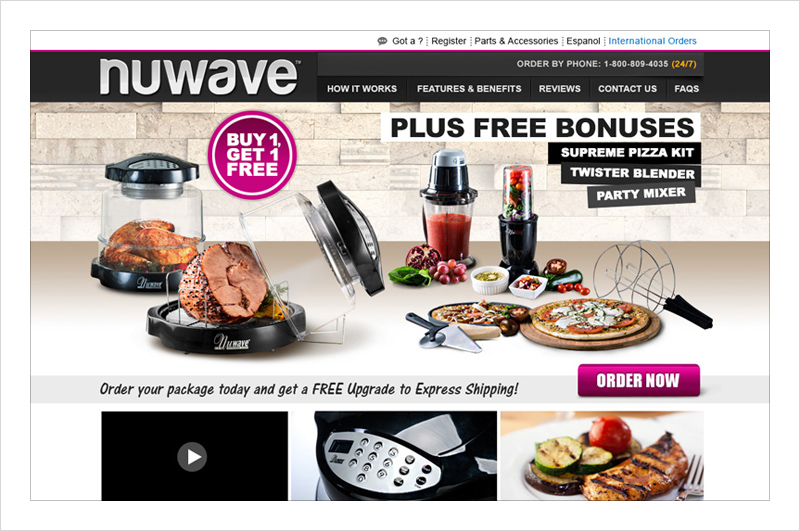 Got a ? Register Parts & Accessories Espanol International Orders
nuwave™
ORDER BY PHONE: 1-800-809-4035 (24/7)
HOW IT WORKS FEATURES & BENEFITS REVIEWS CONTACT US FAQS
BUY 1,
GET 1
FREE
PLUS FREE BONUSES
SUPREME PIZZA KIT
TWISTER BLENDER
PARTY MIXER
Nuwave
Nuwave
Order your package today and get a FREE Upgrade to Express Shipping!
ORDER NOW